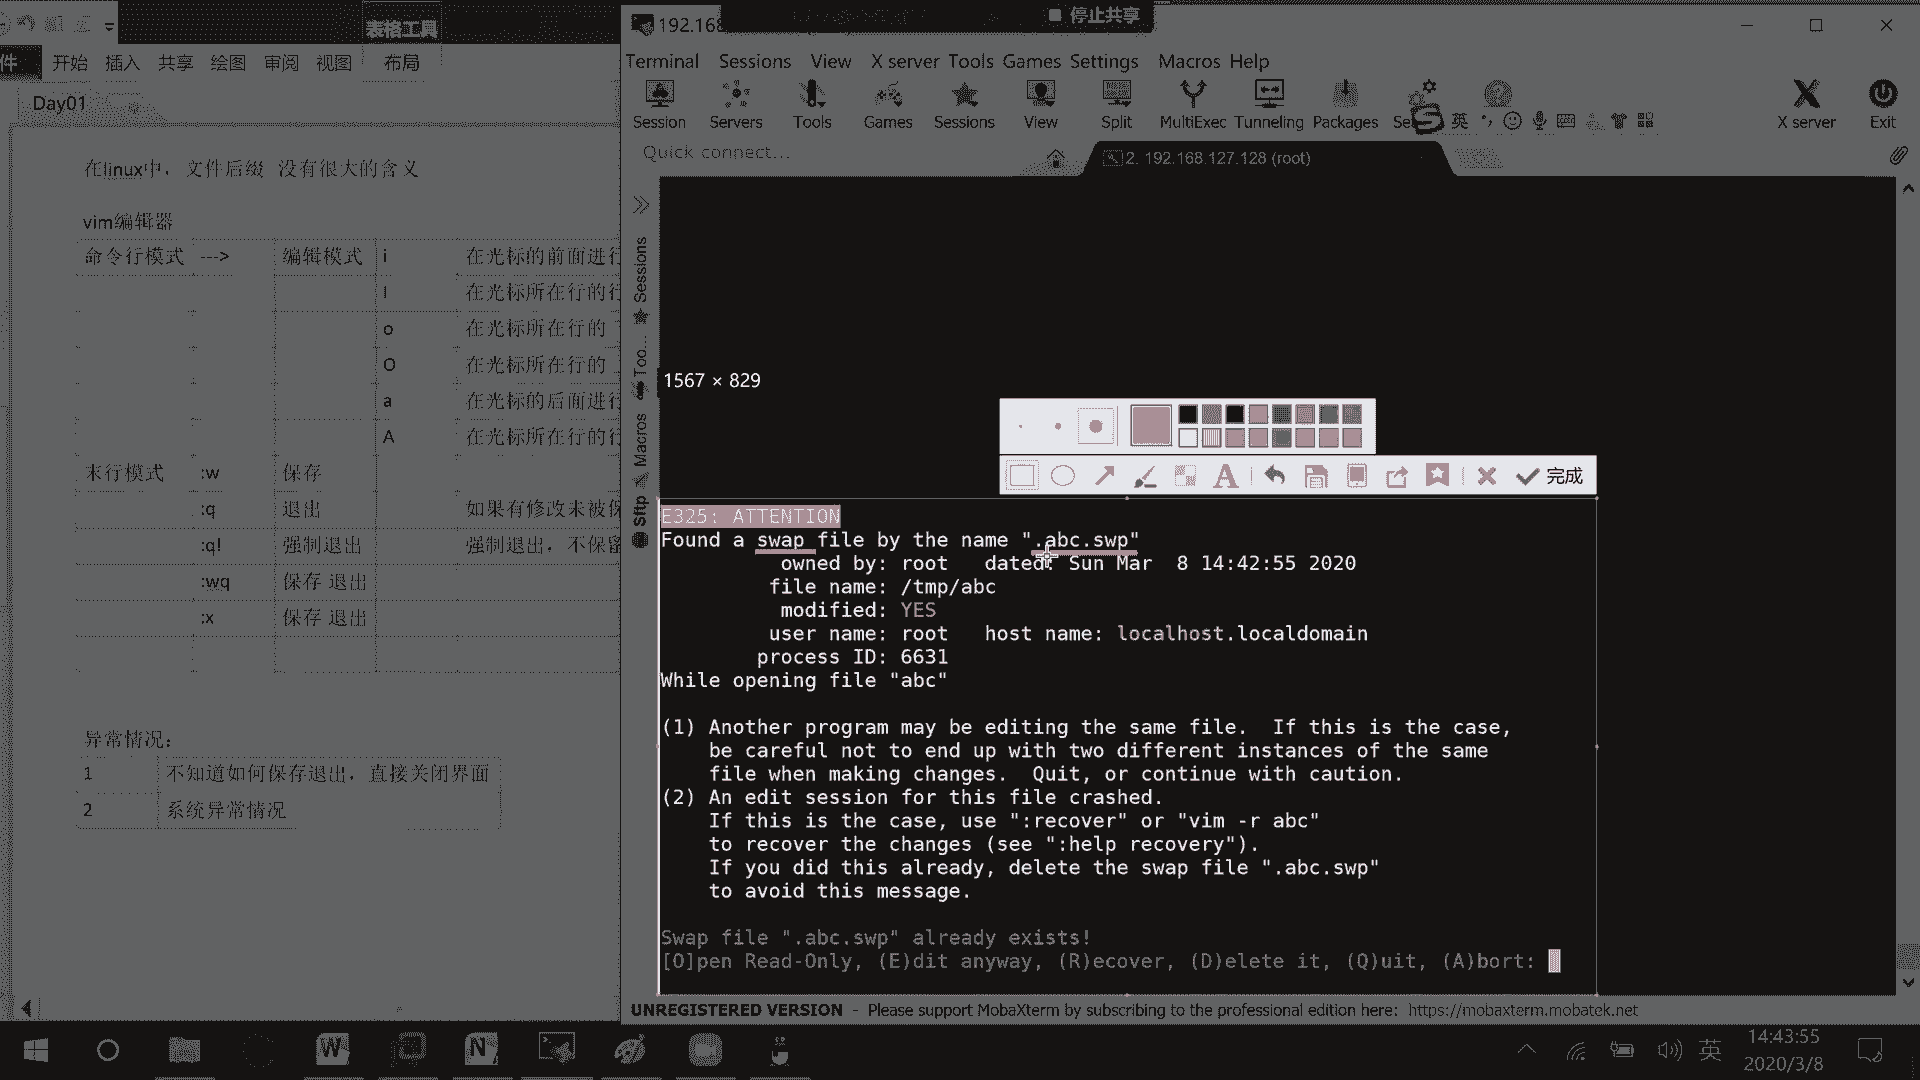 表格工具
件 开始 插入 共享 绘图 审阅 视图 布局
Day01
在linux中，文件后缀 没有很大的含义
vim编辑器
命令行模式 ---> 编辑模式 i 在光标的前面进行
I 在光标所在行的行
o 在光标所在行的
O 在光标所在行的
a 在光标的后面进行
A 在光标所在行的行
末行模式 :w 保存
:q 退出 如果有修改未被保
:q! 强制退出 强制退出，不保留
:wq 保存 退出
:x 保存 退出
异常情况：
1 不知道如何保存退出，直接关闭界面
2 系统异常情况
192.168
停止共享
Terminal Sessions View X server Tools Games Settings Macros Help
Session Servers Tools Games Sessions View Split MultiExec Tunneling Packages Se 英 X server Exit
Quick connect...
2. 192.168.127.128 (root)
Sessions
Too...
Macros
Sftp
1567 × 829
A 完成
E325: ATTENTION
Found a swap file by the name ".abc.swp"
owned by: root dated: Sun Mar 8 14:42:55 2020
file name: /tmp/abc
modified: YES
user name: root host name: localhost.localdomain
process ID: 6631
While opening file "abc"
(1) Another program may be editing the same file. If this is the case,
be careful not to end up with two different instances of the same
file when making changes. Quit, or continue with caution.
(2) An edit session for this file crashed.
If this is the case, use ":recover" or "vim -r abc"
to recover the changes (see ":help recovery").
If you did this already, delete the swap file ".abc.swp"
to avoid this message.
Swap file ".abc.swp" already exists!
[O]pen Read-Only, (E)dit anyway, (R)ecover, (D)elete it, (Q)uit, (A)bort:
UNREGISTERED VERSION - Please support MobaXterm by subscribing to the professional edition here: https://mobaxterm.mobatek.net
英 14:43:55
2020/3/8